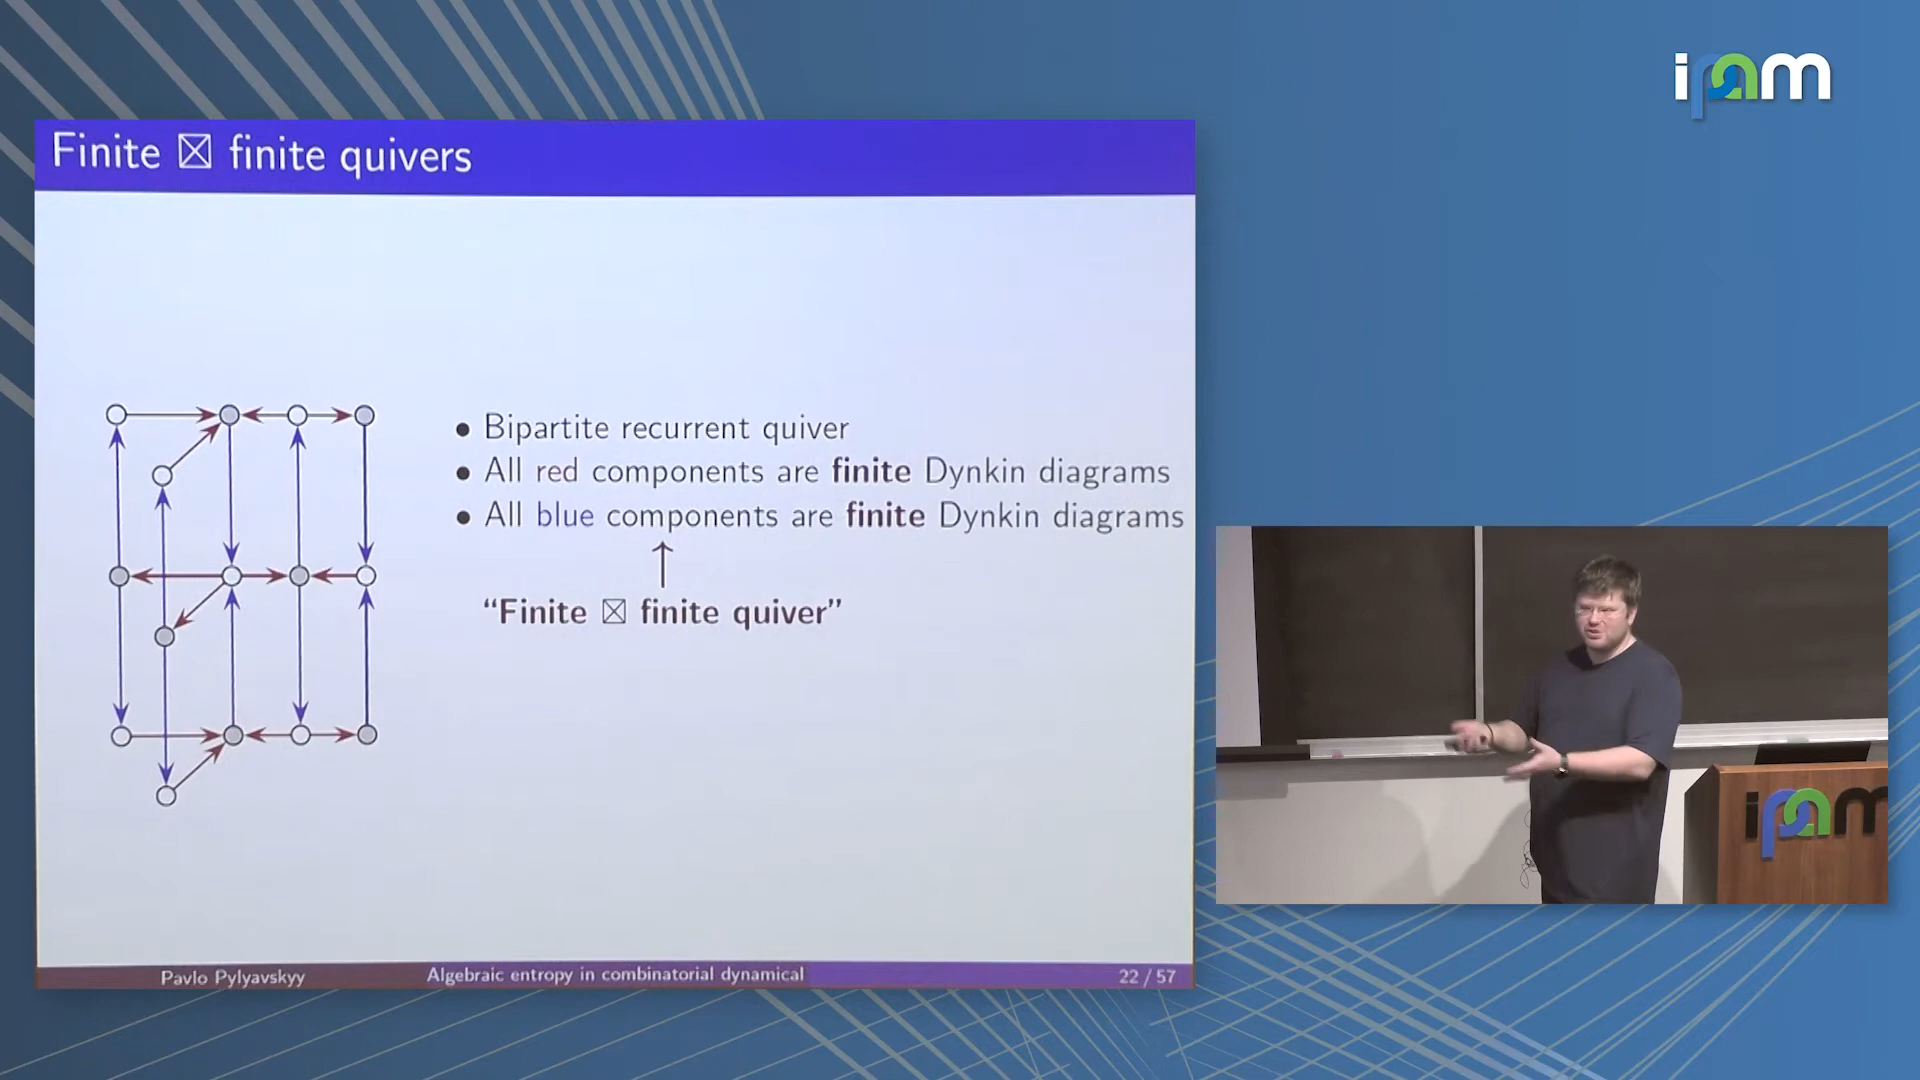 ipam
Finite ⊠ finite quivers
• Bipartite recurrent quiver
• All red components are finite Dynkin diagrams
• All blue components are finite Dynkin diagrams
↑
“Finite ⊠ finite quiver”
ipam
Pavlo Pylyavskyy
Algebraic entropy in combinatorial dynamical
22 / 57